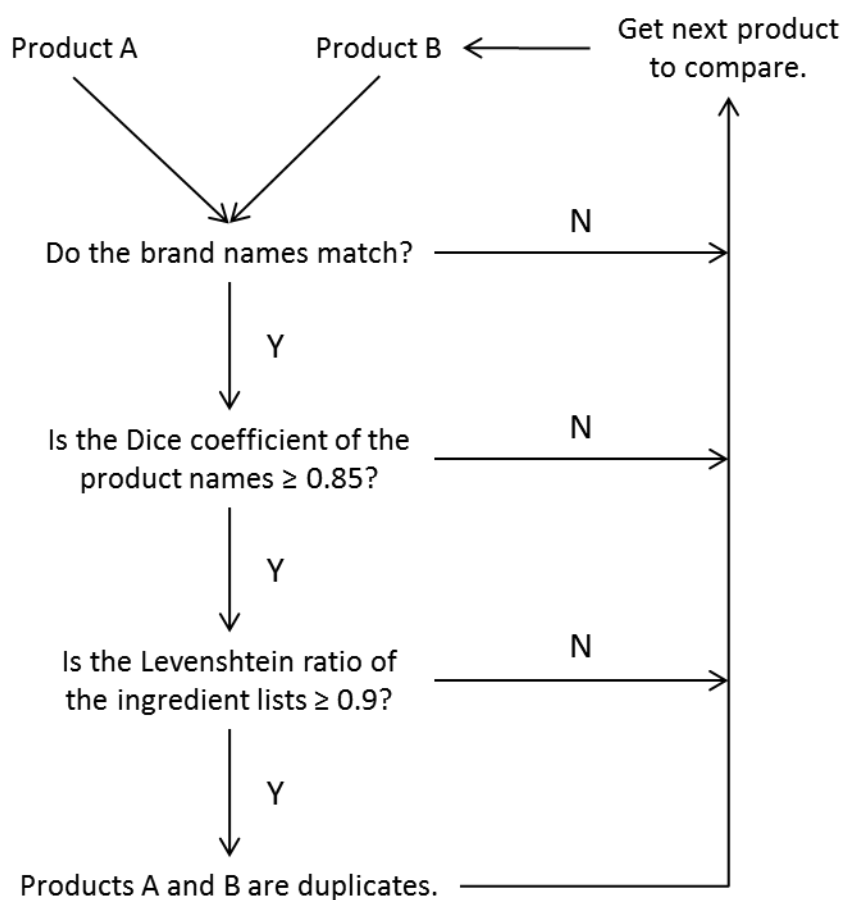 Product A
Product B
Get next product
to compare.
Do the brand names match?
N
Y
Is the Dice coefficient of the
product names ≥ 0.85?
N
Y
Is the Levenshtein ratio of
the ingredient lists ≥ 0.9?
N
Y
Products A and B are duplicates.